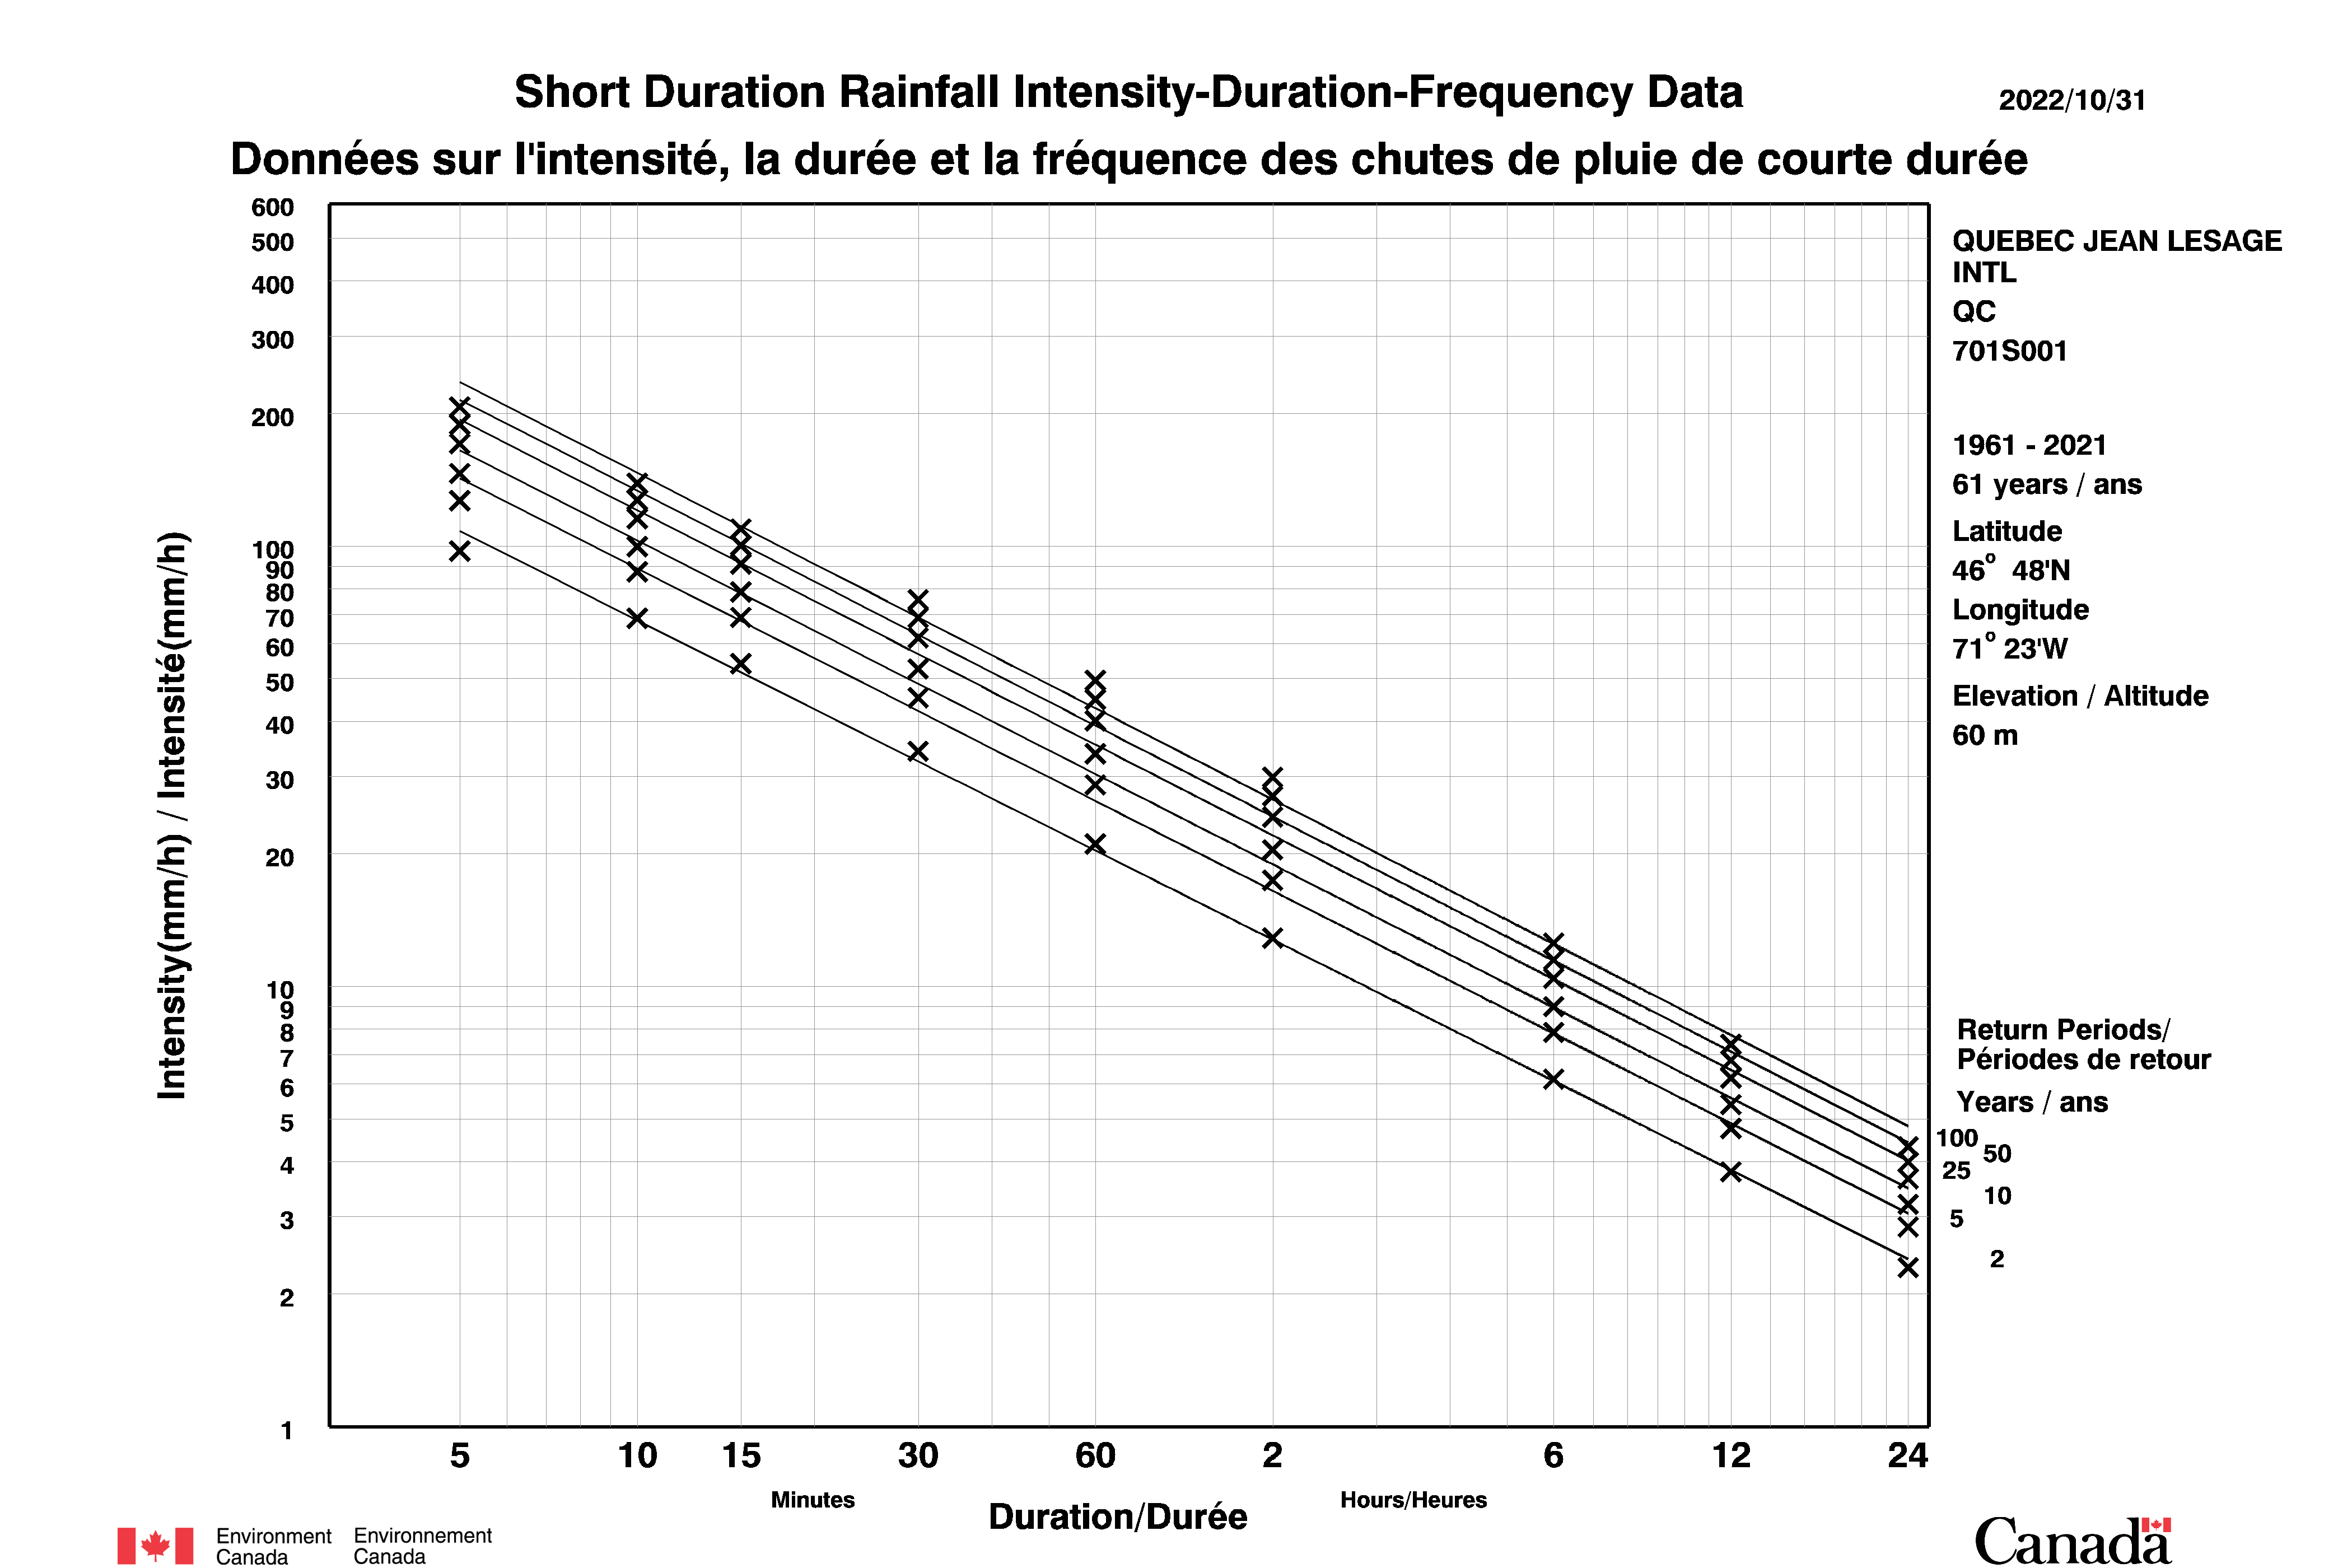 Short Duration Rainfall Intensity-Duration-Frequency Data
2022/10/31
Données sur l'intensité, la durée et la fréquence des chutes de pluie de courte durée
Intensity(mm/h) / Intensité(mm/h)
600
500
400
300
200
100
90
80
70
60
50
40
30
20
10
9
8
7
6
5
4
3
2
1
QUEBEC JEAN LESAGE
INTL
QC
701S001
1961 - 2021
61 years / ans
Latitude
46° 48'N
Longitude
71° 23'W
Elevation / Altitude
60 m
Return Periods/
Périodes de retour
Years / ans
100
50
25
10
5
2
5 10 15 30 60 2 6 12 24
Minutes Hours/Heures
Duration/Durée
Environment Environnement
Canada Canada
Canada